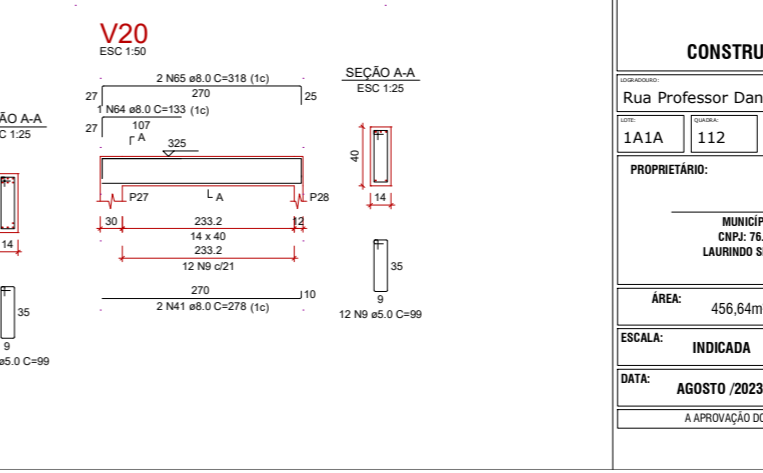 V20
ESC 1:50
2 N65 ø8.0 C=318 (1c)
27
270
25
1 N64 ø8.0 C=133 (1c)
27
107
A
325
A
P27
P28
30
233.2
12
14 x 40
233.2
12 N9 c/21
270
10
2 N41 ø8.0 C=278 (1c)
SEÇÃO A-A
ESC 1:25
40
14
35
9
12 N9 ø5.0 C=99
ÃO A-A
C 1:25
14
35
9
ø5.0 C=99
CONSTRU
LOGRADOURO:
Rua Professor Dan
LOTE:
1A1A
QUADRA:
112
PROPRIETÁRIO:
MUNICÍP
CNPJ: 76.
LAURINDO S
ÁREA:
456,64m
ESCALA:
INDICADA
DATA:
AGOSTO /2023
A APROVAÇÃO DO